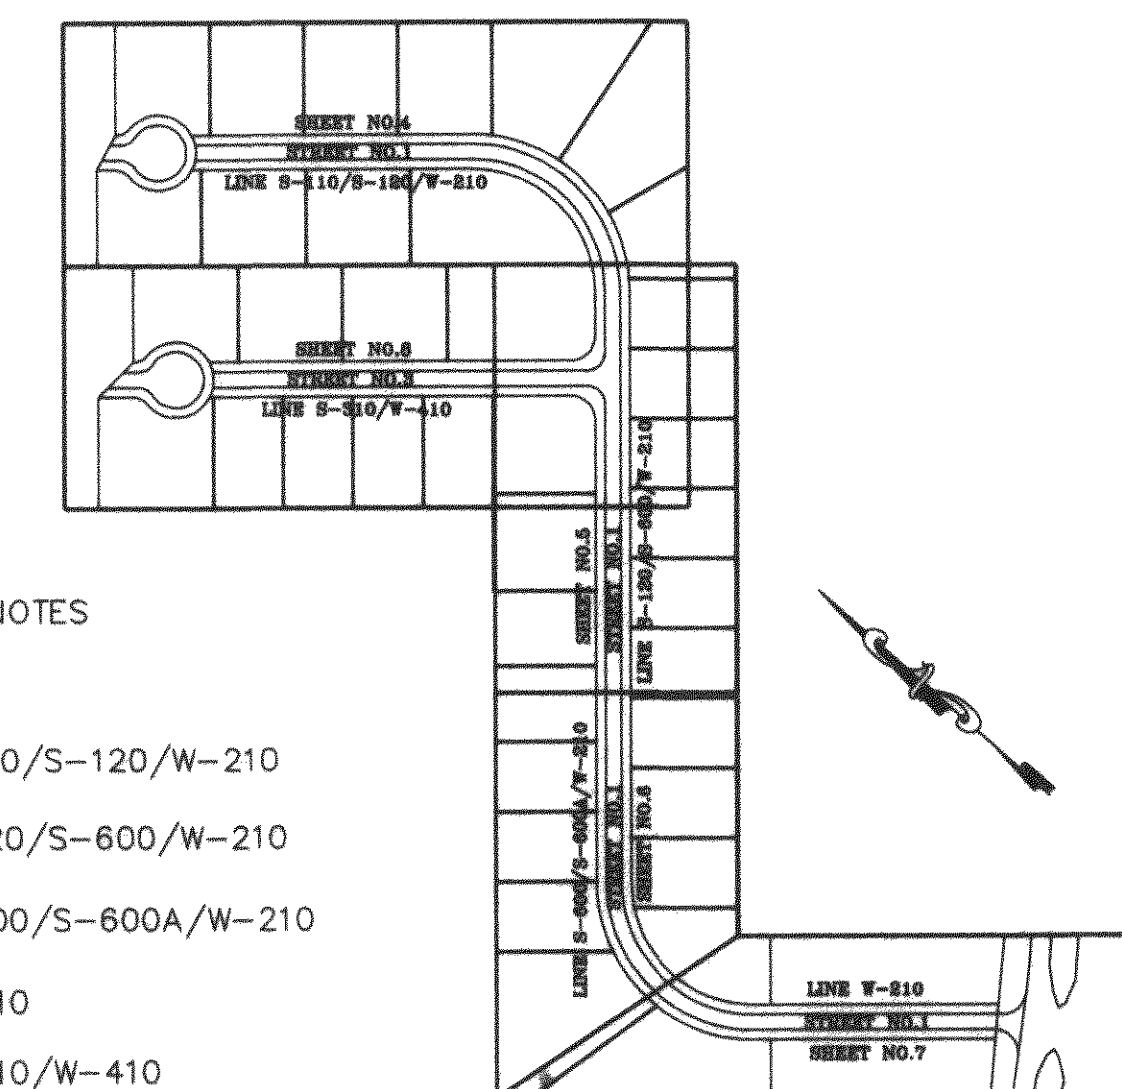 SHEET NO.4
STREET NO.1
LINE S-110/S-120/W-210
SHEET NO.8
STREET NO.3
LINE S-310/W-410
SHEET NO.5
STREET NO.1
LINE S-120/S-600/W-210
NOTES
0/S-120/W-210
20/S-600/W-210
00/S-600A/W-210
10
10/W-410
LINE S-600/S-600A/W-210
STREET NO.1
SHEET NO.6
LINE W-210
STREET NO.1
SHEET NO.7